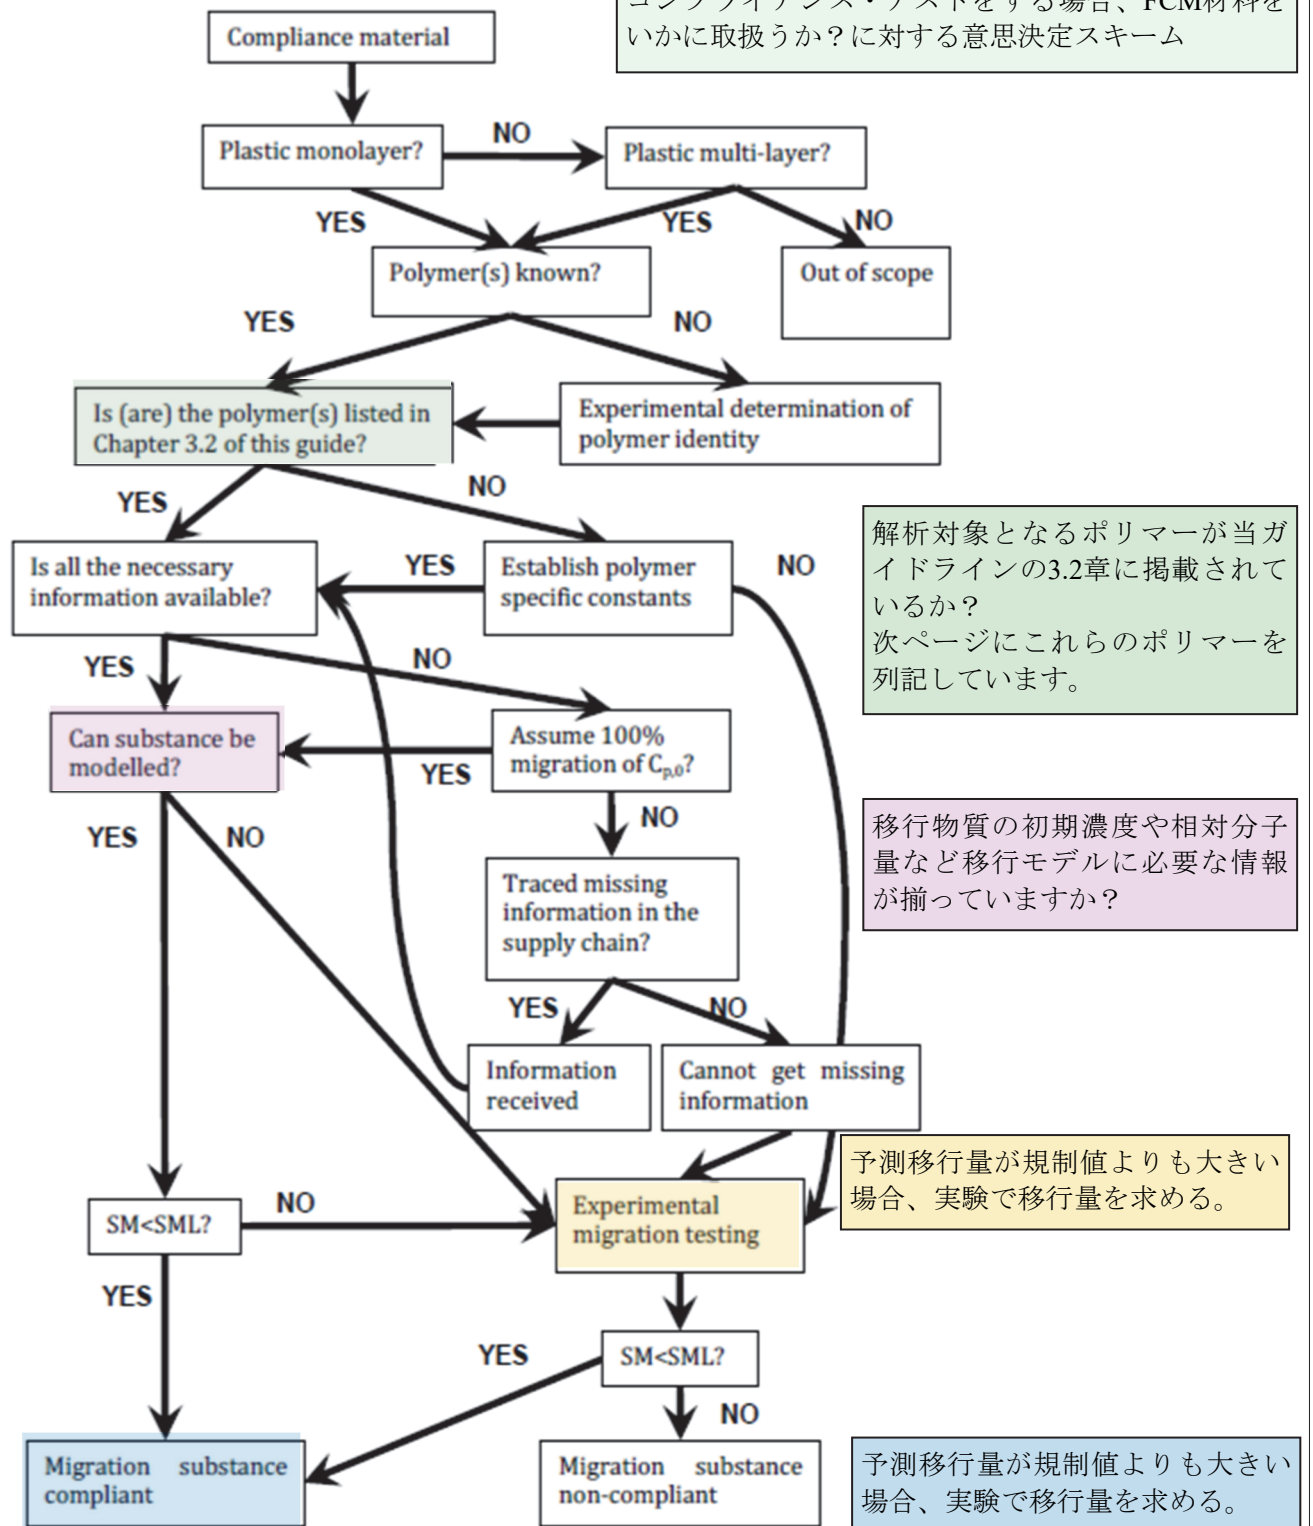 コンプライアンス・テストをする場合、FCM材料を
いかに取扱うか？に対する意思決定スキーム
Compliance material
Plastic monolayer?
NO
Plastic multi-layer?
YES
YES
NO
Polymer(s) known?
Out of scope
YES
NO
Is (are) the polymer(s) listed in
Chapter 3.2 of this guide?
Experimental determination of
polymer identity
YES
NO
解析対象となるポリマーが当ガ
イドラインの3.2章に掲載されて
いるか？
次ページにこれらのポリマーを
列記しています。
Is all the necessary
information available?
YES
Establish polymer
specific constants
NO
YES
NO
Can substance be
modelled?
YES
Assume 100%
migration of Cp,0?
移行物質の初期濃度や相対分子
量など移行モデルに必要な情報
が揃っていますか？
YES
NO
NO
Traced missing
information in the
supply chain?
YES
NO
Information
received
Cannot get missing
information
予測移行量が規制値よりも大きい
場合、実験で移行量を求める。
SM<SML?
NO
Experimental
migration testing
YES
YES
SM<SML?
NO
Migration substance
compliant
Migration substance
non-compliant
予測移行量が規制値よりも大きい
場合、実験で移行量を求める。